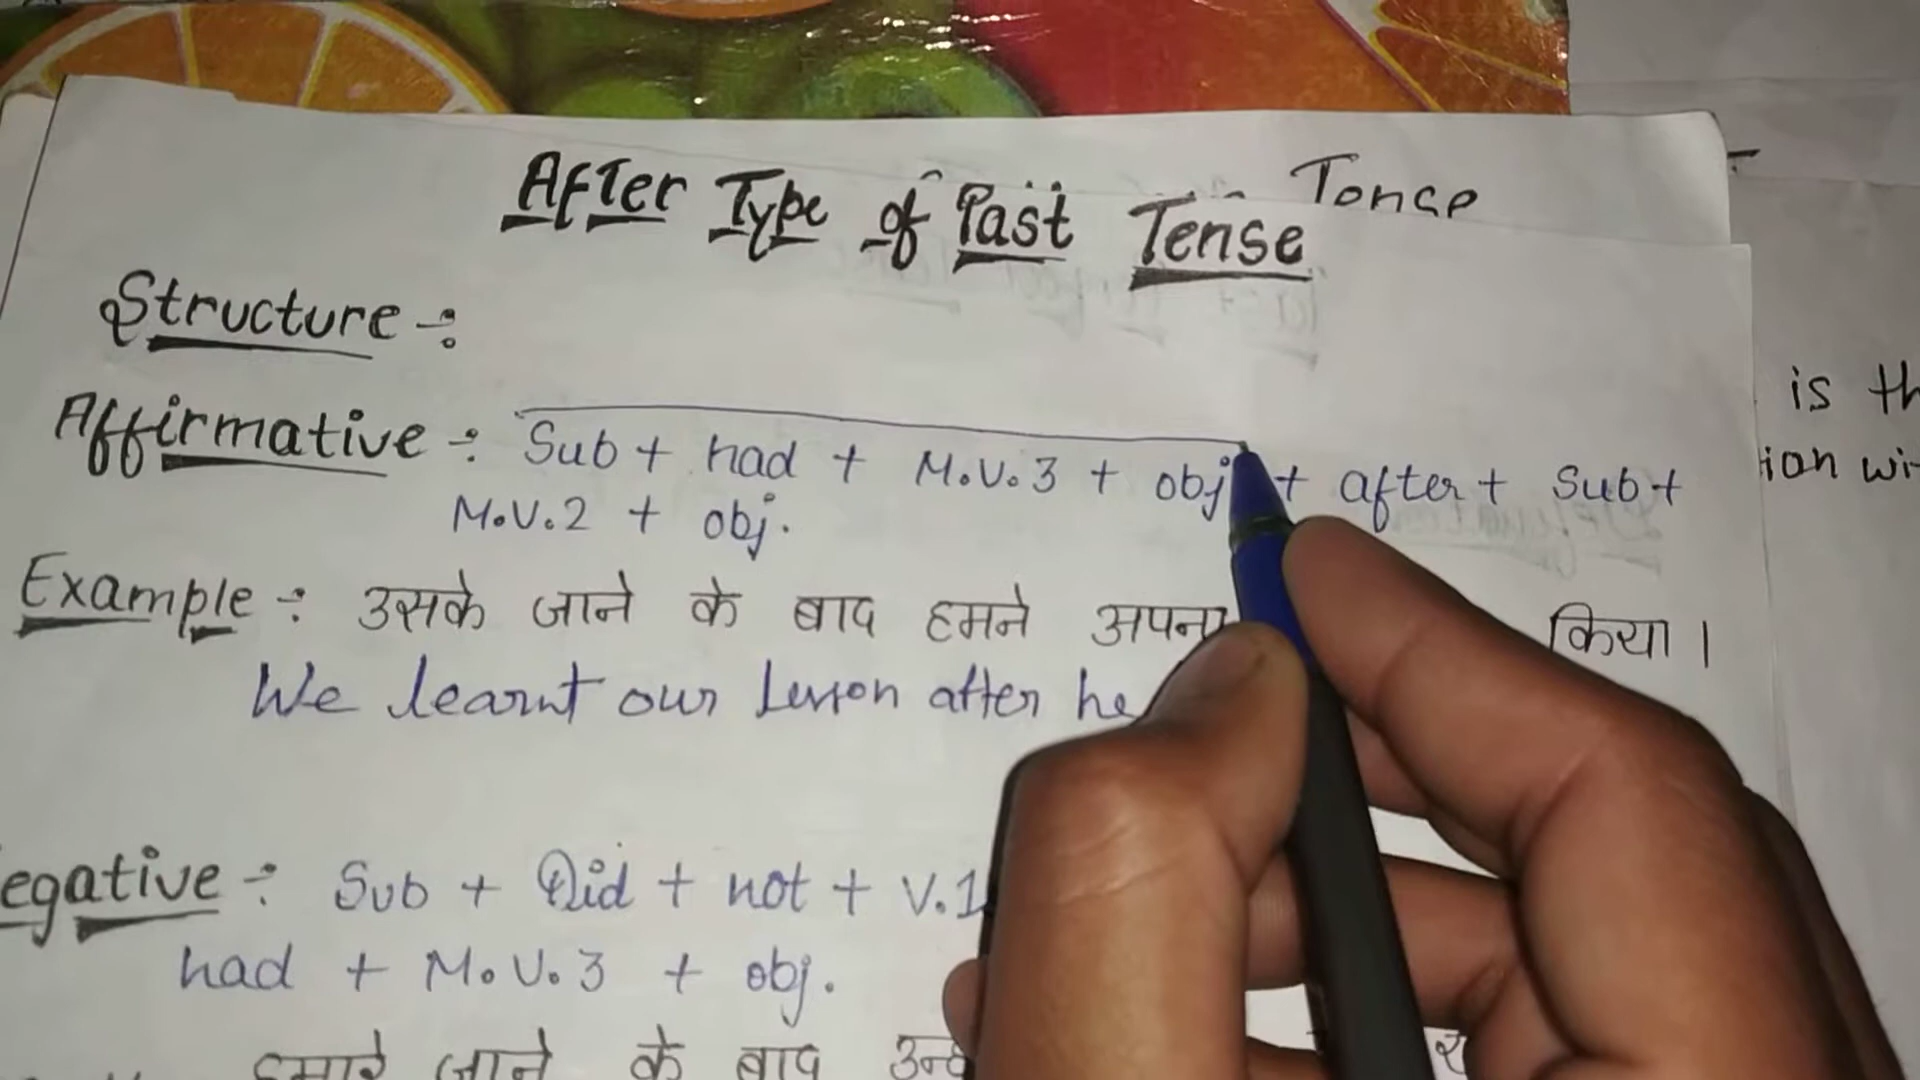 After Type of Past Tense
Tense
Structure :
is th
Affirmative : Sub + had + M.V.3 + obj + after + Sub +
ion wi
M.V.2 + obj.
Example : उसके जाने के बाद हमने अपना किया।
We learnt our lesson after he
egative : Sub + Did + not + V.1
had + M.V.3 + obj.
हमारे जाने के बाद